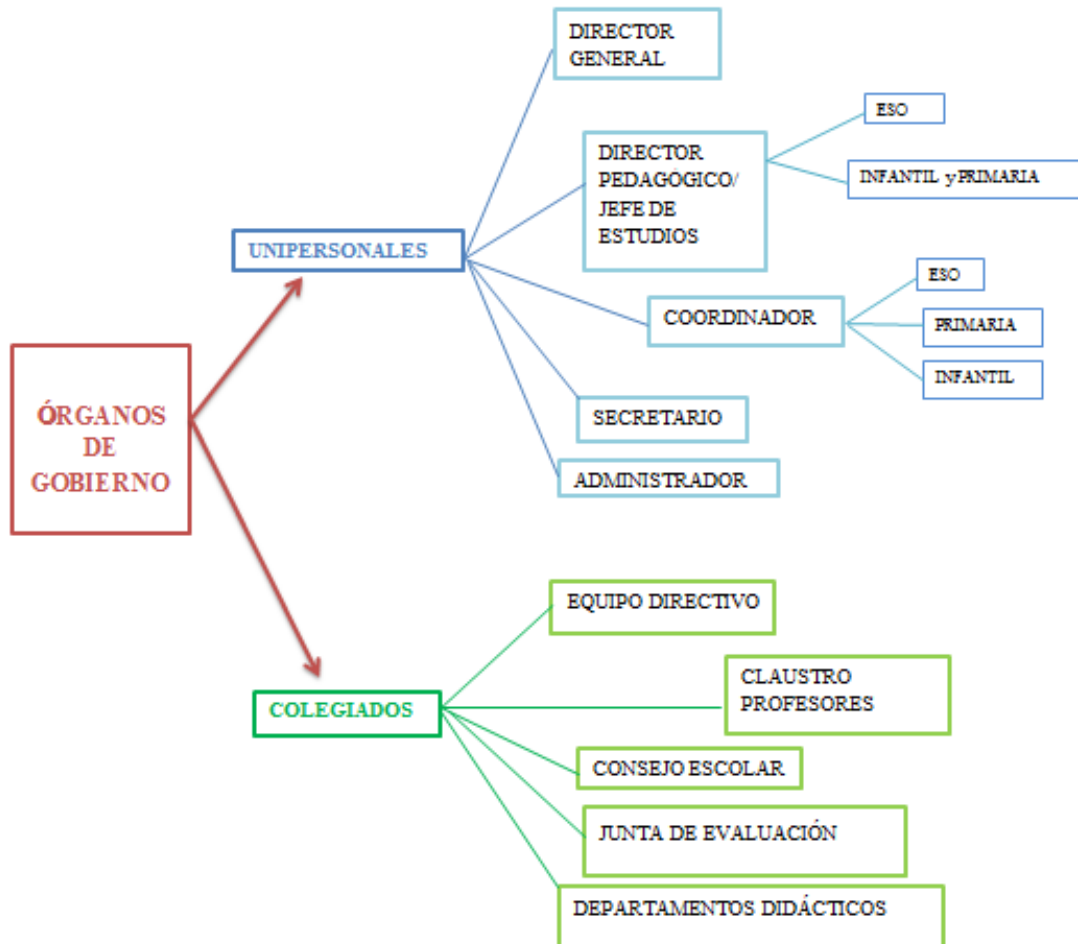 DIRECTOR
GENERAL
ESO
DIRECTOR
PEDAGÓGICO/
JEFE DE
ESTUDIOS
INFANTIL y PRIMARIA
UNIPERSONALES
ESO
COORDINADOR
PRIMARIA
INFANTIL
ÓRGANOS
DE
GOBIERNO
SECRETARIO
ADMINISTRADOR
EQUIPO DIRECTIVO
CLAUSTRO
PROFESORES
COLEGIADOS
CONSEJO ESCOLAR
JUNTA DE EVALUACIÓN
DEPARTAMENTOS DIDÁCTICOS